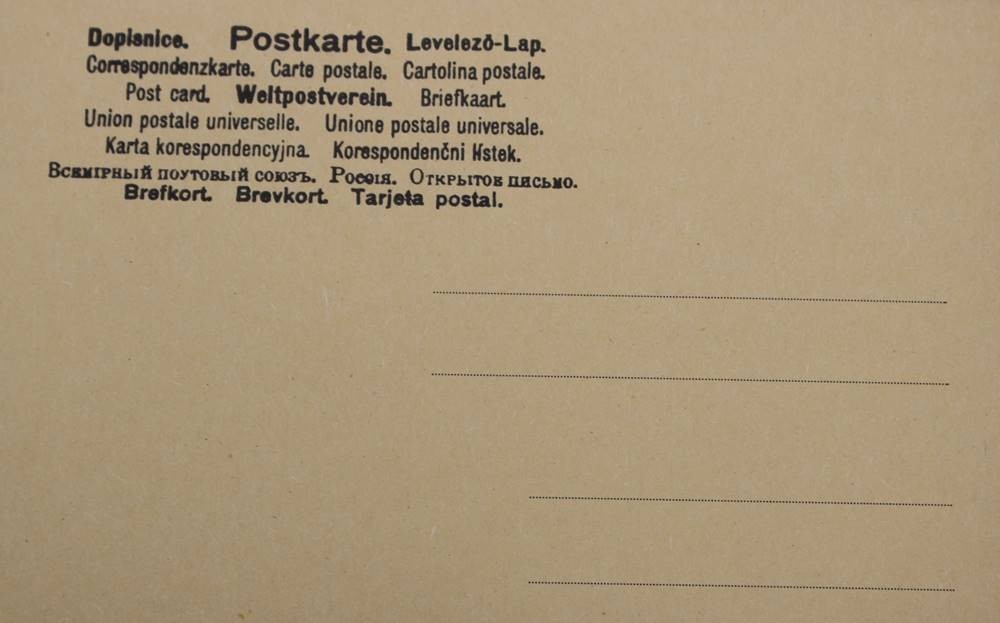 Dopisnice. Postkarte. Levelező-Lap.
Correspondenzkarte. Carte postale. Cartolina postale.
Post card. Weltpostverein. Briefkaart.
Union postale universelle. Unione postale universale.
Karta korespondencyjna. Korespondenčni lístek.
Всемірный поутовый союзъ. Россія. Открытов письмо.
Brefkort. Brevkort. Tarjeta postal.